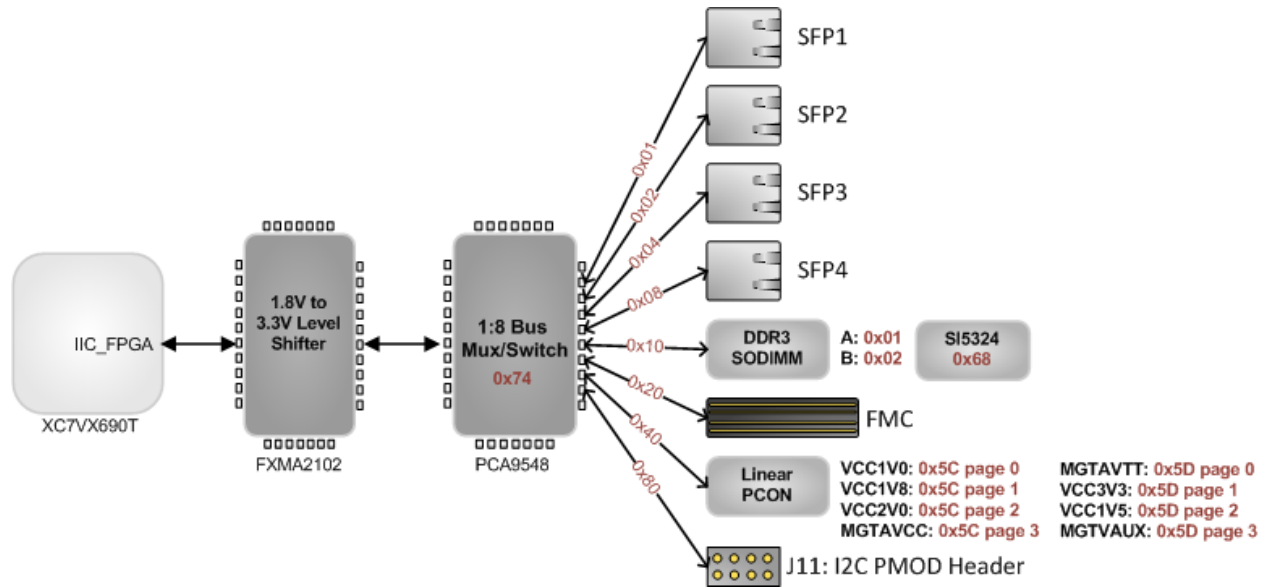 SFP1
0x01
SFP2
0x02
SFP3
0x04
SFP4
0x08
IIC_FPGA
XC7VX690T
1.8V to
3.3V Level
Shifter
FXMA2102
1:8 Bus
Mux/Switch
0x74
PCA9548
0x10
DDR3
SODIMM
A: 0x01
B: 0x02
SI5324
0x68
0x20
FMC
0x40
Linear
PCON
VCC1V0: 0x5C page 0
VCC1V8: 0x5C page 1
VCC2V0: 0x5C page 2
MGTAVCC: 0x5C page 3
MGTAVTT: 0x5D page 0
VCC3V3: 0x5D page 1
VCC1V5: 0x5D page 2
MGTVAUX: 0x5D page 3
0x80
J11: I2C PMOD Header